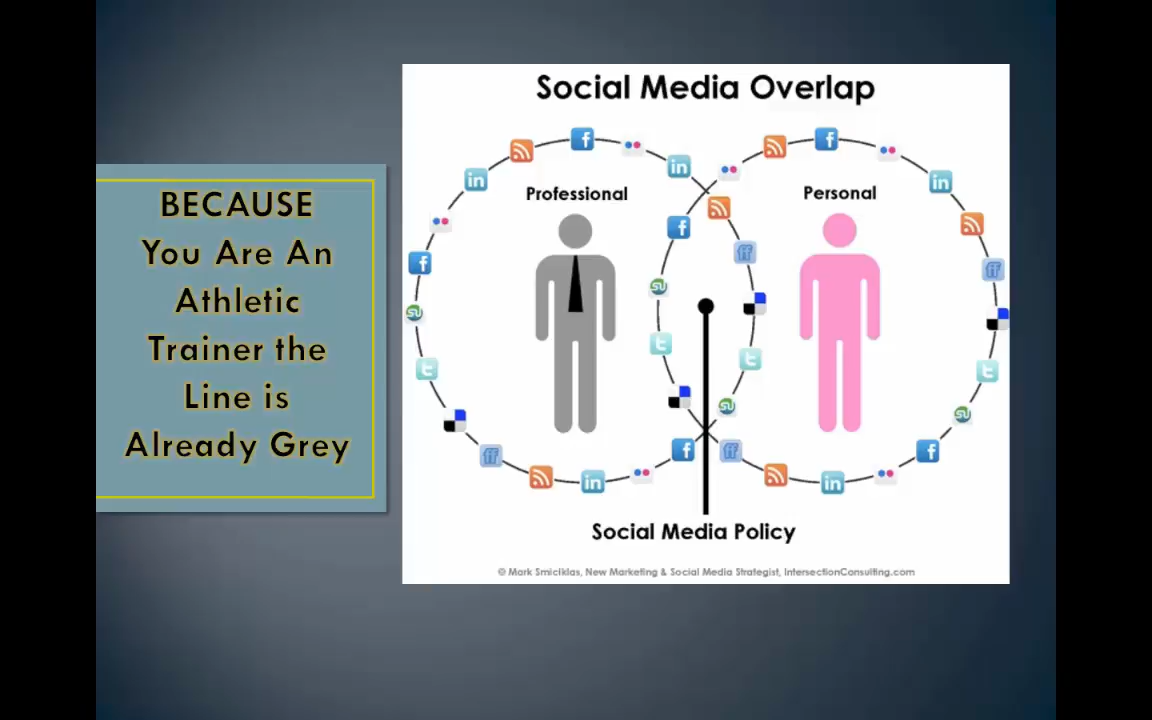 BECAUSE
You Are An
Athletic
Trainer the
Line is
Already Grey
Social Media Overlap
Professional
Personal
Social Media Policy
© Mark Smiciklas, New Marketing & Social Media Strategist, IntersectionConsulting.com